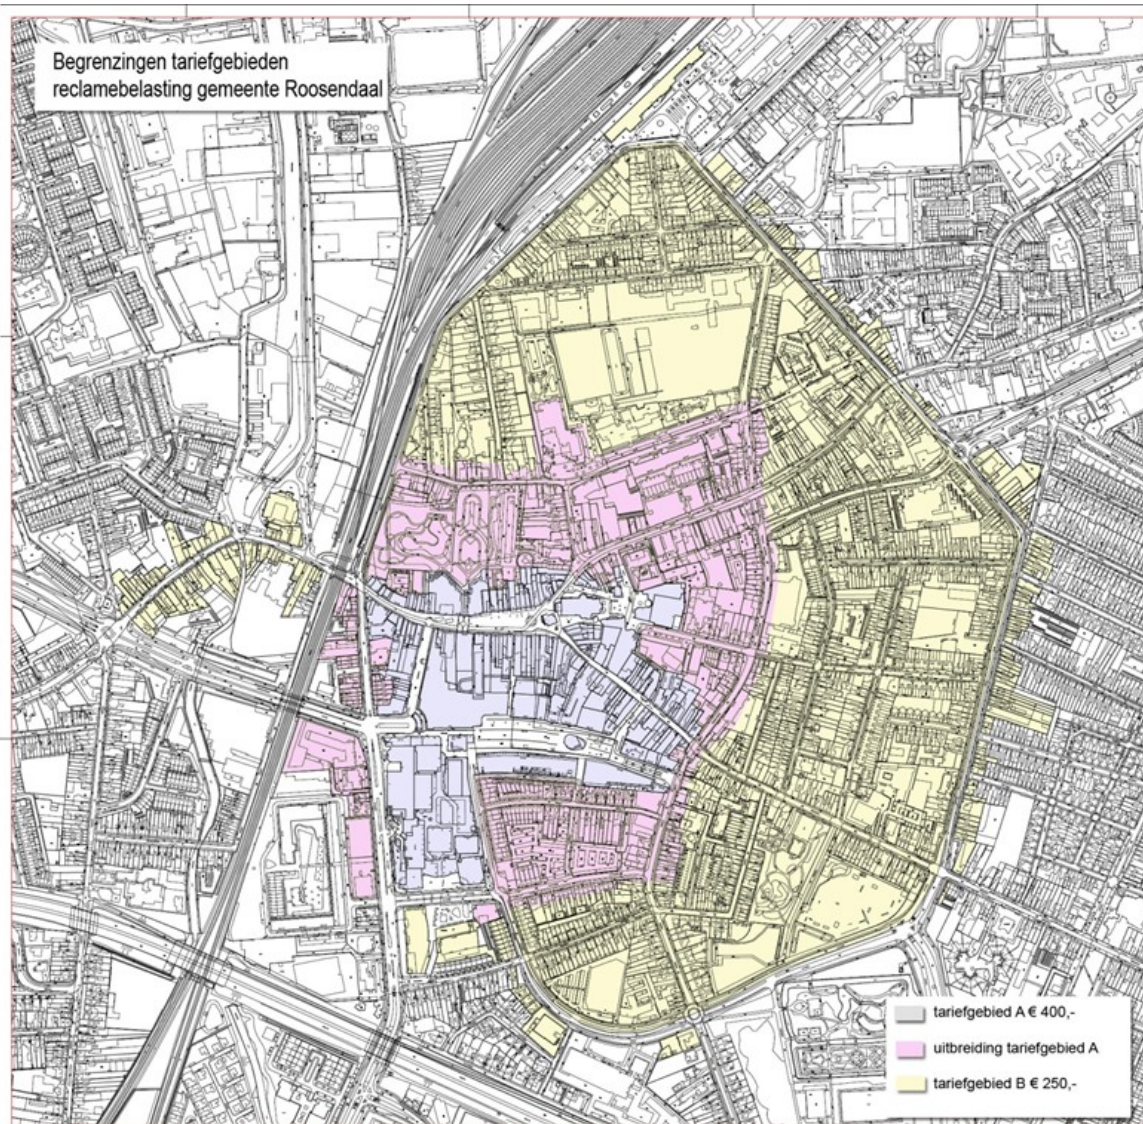 Begrenzingen tariefgebieden
reclamebelasting gemeente Roosendaal
tariefgebied A € 400,-
uitbreiding tariefgebied A
tariefgebied B € 250,-